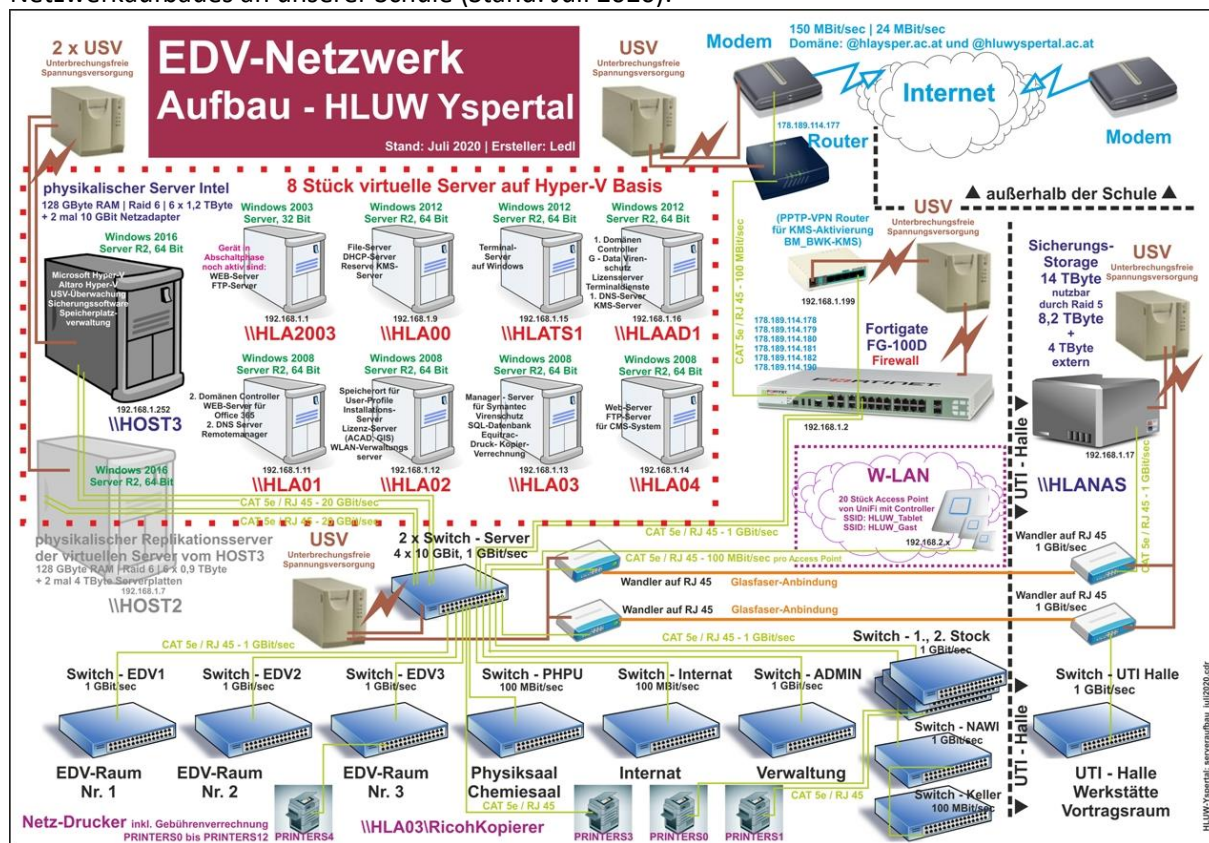 EDV-Netzwerk
Aufbau - HLUW Yspertal
Stand: Juli 2020 | Ersteller: Ledl
2 x USV
Unterbrechungsfreie
Spannungsversorgung
USV
Unterbrechungsfreie
Spannungsversorgung
Modem
150 MBit/sec | 24 MBit/sec
Domäne: @hlaysper.ac.at und @hluwyspertal.ac.at
Internet
Modem
178.189.114.177
Router
außerhalb der Schule
physikalischer Server Intel
128 GByte RAM | Raid 6 | 6 x 1,2 TByte
+ 2 mal 10 GBit Netzadapter
Windows 2016
Server R2, 64 Bit
Microsoft Hyper-V
Altaro Hyper-V
USV-Überwachung
Sicherungssoftware
Speicherplatz-
verwaltung
192.168.1.252
\\HOST3
8 Stück virtuelle Server auf Hyper-V Basis
Windows 2003
Server, 32 Bit
Gerät in
Abschaltphase
noch aktiv sind:
WEB-Server
FTP-Server
192.168.1.1
\\HLA2003
Windows 2012
Server R2, 64 Bit
File-Server
DHCP-Server
Reserve KMS-
Server
192.168.1.9
\\HLA00
Windows 2012
Server R2, 64 Bit
Terminal-
Server
auf Windows
192.168.1.15
\\HLATS1
Windows 2012
Server R2, 64 Bit
1. Domänen
Controller
G - Data Viren-
schutz
Lizensserver
Terminaldienste
1. DNS-Server
KMS-Server
192.168.1.16
\\HLAAD1
Windows 2008
Server R2, 64 Bit
2. Domänen Controller
WEB-Server für
Office 365
2. DNS Server
Remotemanager
192.168.1.11
\\HLA01
Windows 2008
Server R2, 64 Bit
Speicherort für
User-Profile
Installations-
Server
Lizenz-Server
(ACAD, GIS)
WLAN-Verwaltungs
server
192.168.1.12
\\HLA02
Windows 2008
Server R2, 64 Bit
Manager - Server
für Symantec
Virenschutz
SQL-Datenbank
Equitrac-
Druck- Kopier-
Verrechnung
192.168.1.13
\\HLA03
Windows 2008
Server R2, 64 Bit
Web-Server
FTP-Server
für CMS-System
192.168.1.14
\\HLA04
(PPTP-VPN Router
für KMS-Aktivierung
BM_BWK-KMS)
192.168.1.199
USV
Unterbrechungsfreie
Spannungsversorgung
CAT 5e / RJ 45 - 100 MBit/sec
178.189.114.178
178.189.114.179
178.189.114.180
178.189.114.181
178.189.114.182
178.189.114.190
Fortigate
FG-100D
Firewall
FORTINET
192.168.1.2
Sicherungs-
Storage
14 TByte
nutzbar
durch Raid 5
8,2 TByte
+
4 TByte
extern
USV
Unterbrechungsfreie
Spannungsversorgung
192.168.1.17
\\HLANAS
CAT 5e / RJ 45 - 1 GBit/sec
UTI - Halle
W-LAN
20 Stück Access Point
von UniFi mit Controller
SSID: HLUW_Tablet
SSID: HLUW_Gast
192.168.2.x
Windows 2016
Server R2, 64 Bit
CAT 5e / RJ 45 - 20 GBit/sec
CAT 5e / RJ 45 - 20 GBit/sec
physikalischer Replikationsserver
der virtuellen Server vom HOST3
128 GByte RAM | Raid 6 | 6 x 0,9 TByte
+ 2 mal 4 TByte Serverplatten
192.168.1.7
\\HOST2
USV
Unterbrechungsfreie
Spannungsversorgung
2 x Switch - Server
4 x 10 GBit, 1 GBit/sec
CAT 5e / RJ 45 - 1 GBit/sec
CAT 5e / RJ 45 - 100 MBit/sec pro Access Point
Wandler auf RJ 45
Glasfaser-Anbindung
Wandler auf RJ 45
1 GBit/sec
Wandler auf RJ 45
Glasfaser-Anbindung
Wandler auf RJ 45
1 GBit/sec
CAT 5e / RJ 45 - 1 GBit/sec
CAT 5e / RJ 45 - 1 GBit/sec
Switch - 1., 2. Stock
1 GBit/sec
Switch - EDV1
1 GBit/sec
Switch - EDV2
1 GBit/sec
Switch - EDV3
1 GBit/sec
Switch - PHPU
100 MBit/sec
Switch - Internat
100 MBit/sec
Switch - ADMIN
1 GBit/sec
Switch - NAWI
1 GBit/sec
Switch - Keller
100 MBit/sec
Switch - UTI Halle
1 GBit/sec
UTI - Halle
EDV-Raum
Nr. 1
EDV-Raum
Nr. 2
EDV-Raum
Nr. 3
Physiksaal
Chemiesaal
Internat
Verwaltung
UTI - Halle
Werkstätte
Vortragsraum
CAT 5e / RJ 45
CAT 5e / RJ 45
Netz-Drucker inkl. Gebührenverrechnung
PRINTERS0 bis PRINTERS12
PRINTERS4
\\HLA03\RicohKopierer
PRINTERS3
PRINTERS0
PRINTERS1
HLUW-Yspertal: serveraufbau_juli2020.cdr